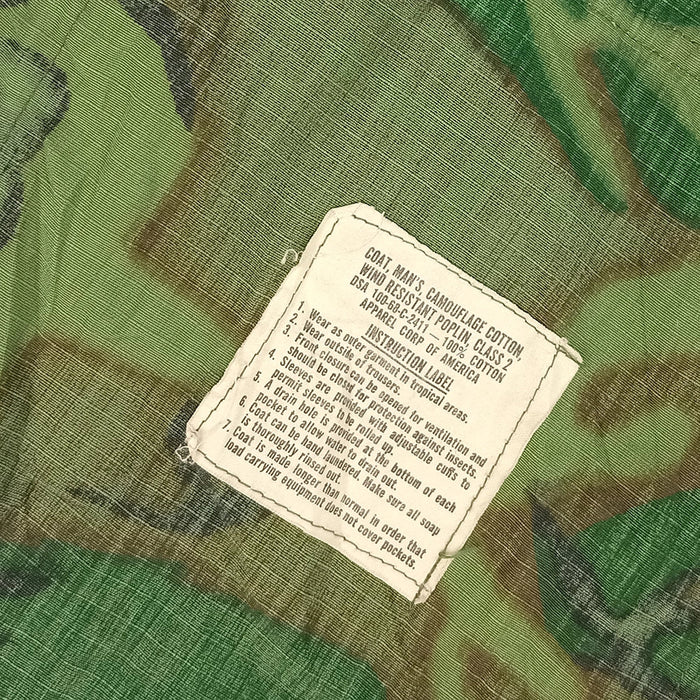 COAT, MAN'S, CAMOUFLAGE COTTON,
WIND RESISTANT POPLIN, CLASS 2
DSA 100-68-C-2411 — 100% COTTON
APPAREL CORP OF AMERICA
INSTRUCTION LABEL
1. Wear as outer garment in tropical areas.
2. Wear outside of trousers.
3. Front closure can be opened for ventilation and
should be closed for protection against insects.
4. Sleeves are provided with adjustable cuffs to
permit sleeves to be rolled up.
5. A drain hole is provided at the bottom of each
pocket to allow water to drain out.
6. Coat can be hand laundered. Make sure all soap
is thoroughly rinsed out.
7. Coat is made longer than normal in order that
load carrying equipment does not cover pockets.